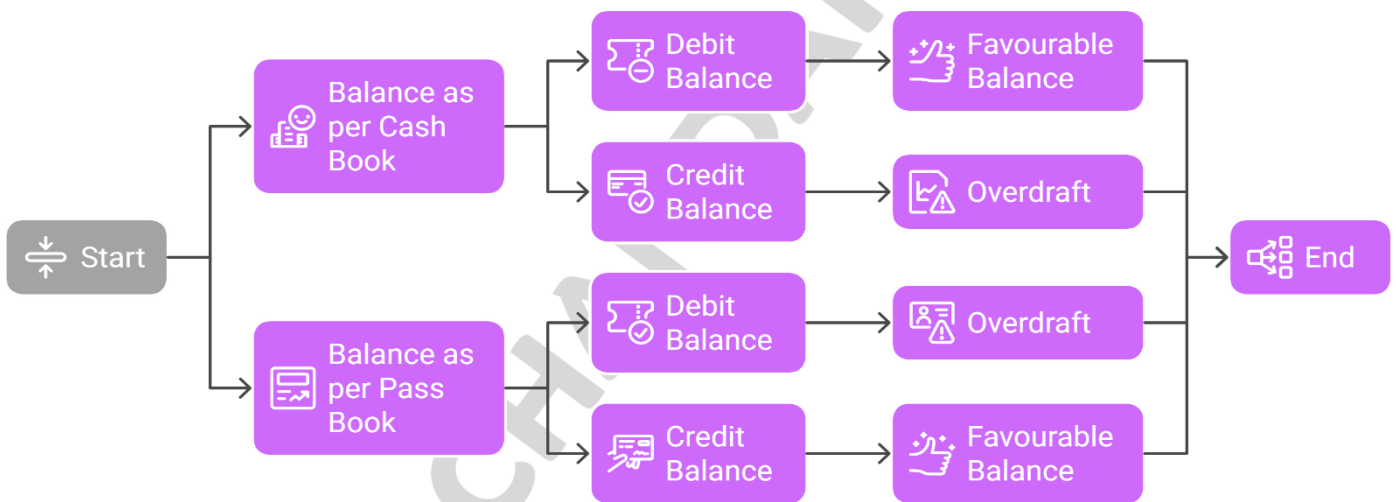 Start
Balance as
per Cash
Book
Debit
Balance
Favourable
Balance
Credit
Balance
Overdraft
Balance as
per Pass
Book
Debit
Balance
Overdraft
Credit
Balance
Favourable
Balance
End